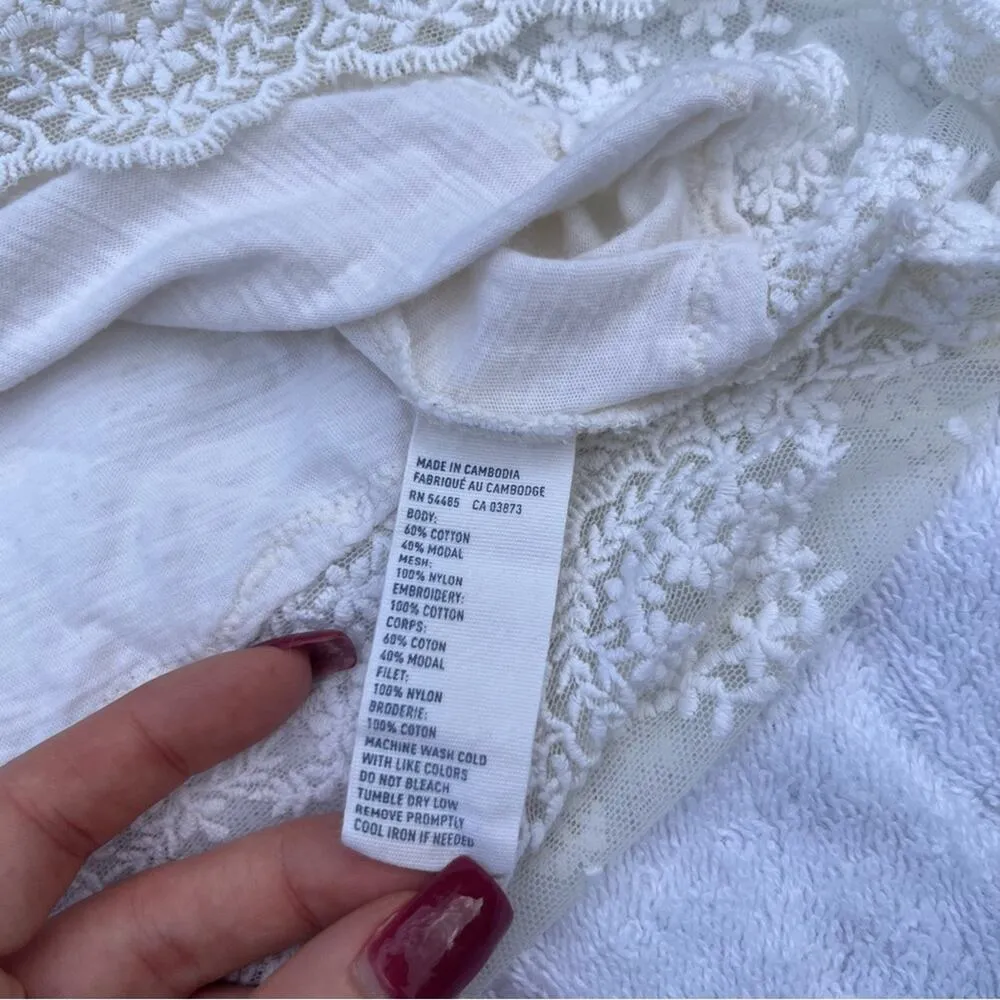 MADE IN CAMBODIA
FABRIQUÉ AU CAMBODGE
RN 54485 CA 03873
BODY:
60% COTTON
40% MODAL
MESH:
100% NYLON
EMBROIDERY:
100% COTTON
CORPS:
60% COTON
40% MODAL
FILET:
100% NYLON
BRODERIE:
100% COTON
MACHINE WASH COLD
WITH LIKE COLORS
DO NOT BLEACH
TUMBLE DRY LOW
REMOVE PROMPTLY
COOL IRON IF NEEDED